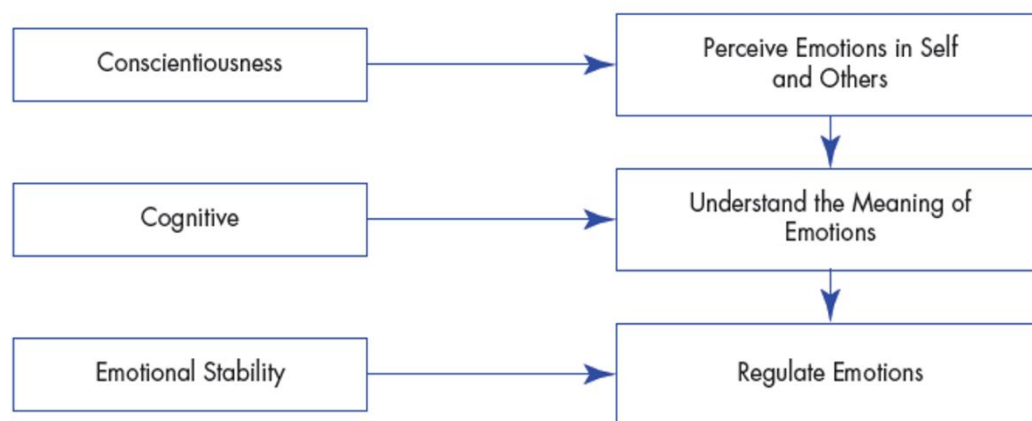 Conscientiousness
Perceive Emotions in Self
and Others
Cognitive
Understand the Meaning of
Emotions
Emotional Stability
Regulate Emotions